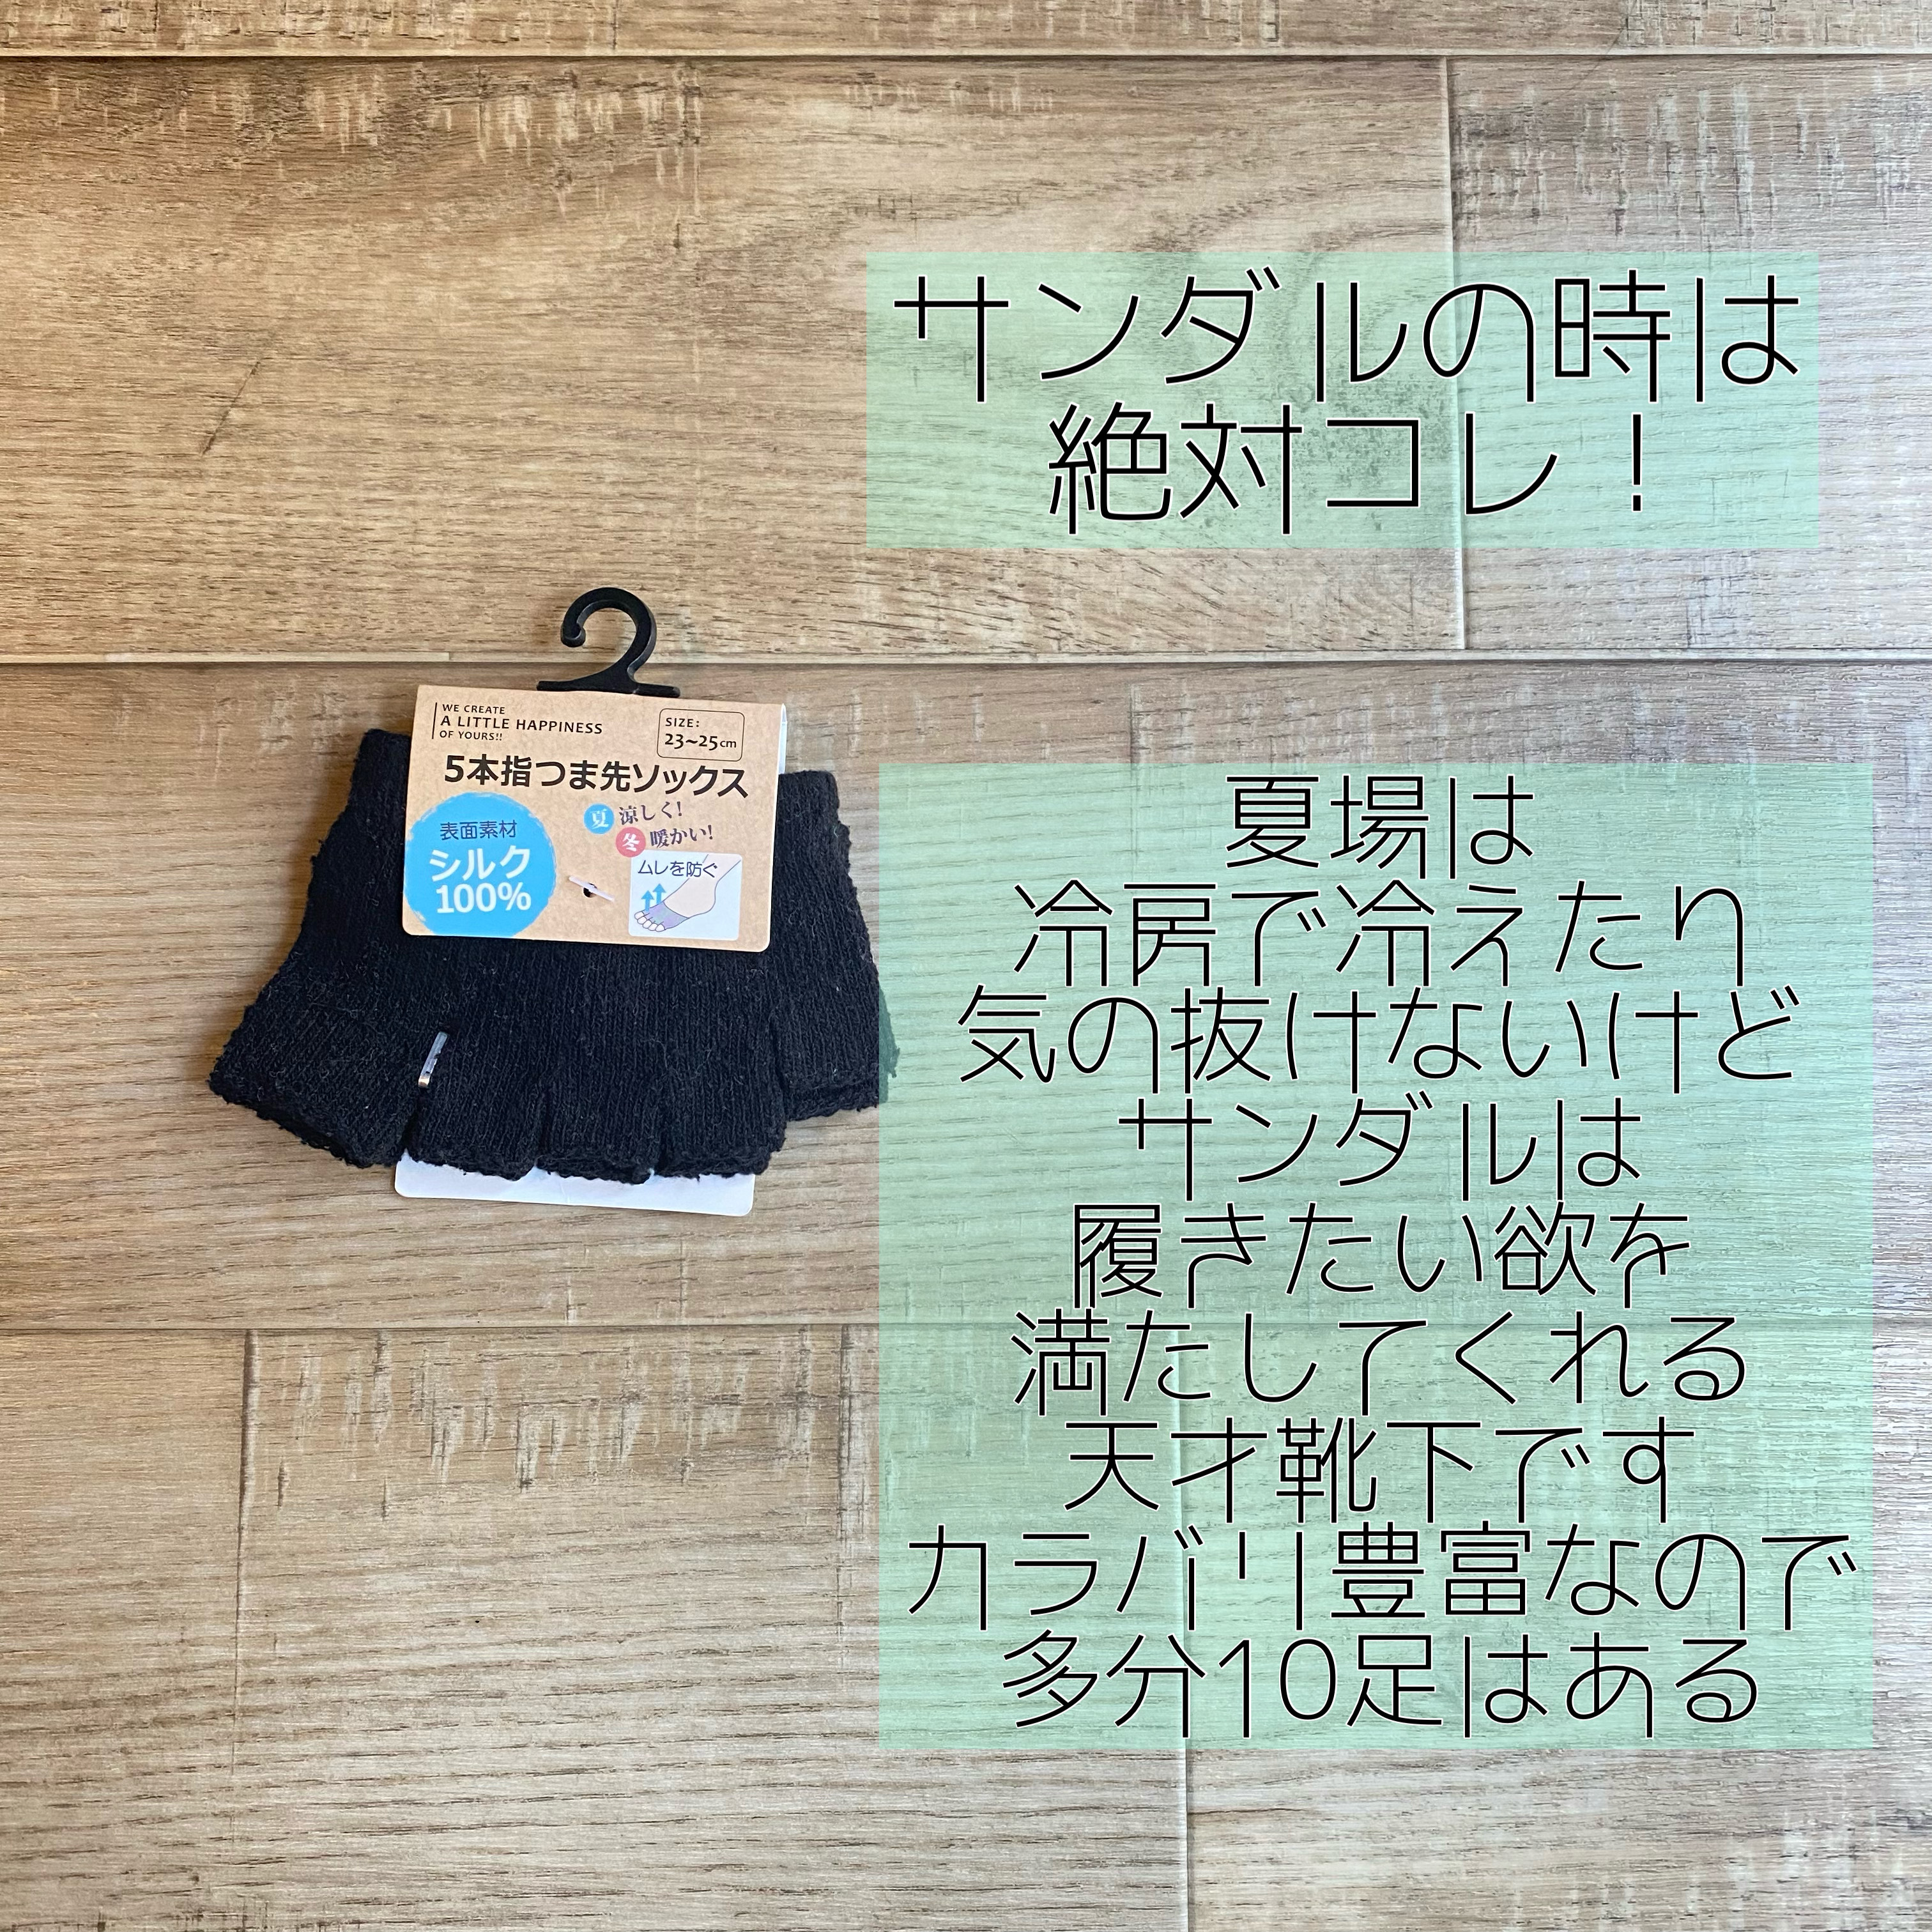 サンダルの時は
絶対コレ！
WE CREATE
A LITTLE HAPPINESS
OF YOURS!!
SIZE:
23~25cm
5本指つま先ソックス
表面素材
シルク
100%
夏 涼しく!
冬 暖かい!
ムレを防ぐ
夏場は
冷房で冷えたり
気の抜けないけど
サンダルは
履きたい欲を
満たしてくれる
天才靴下です
カラバリ豊富なので
多分10足はある